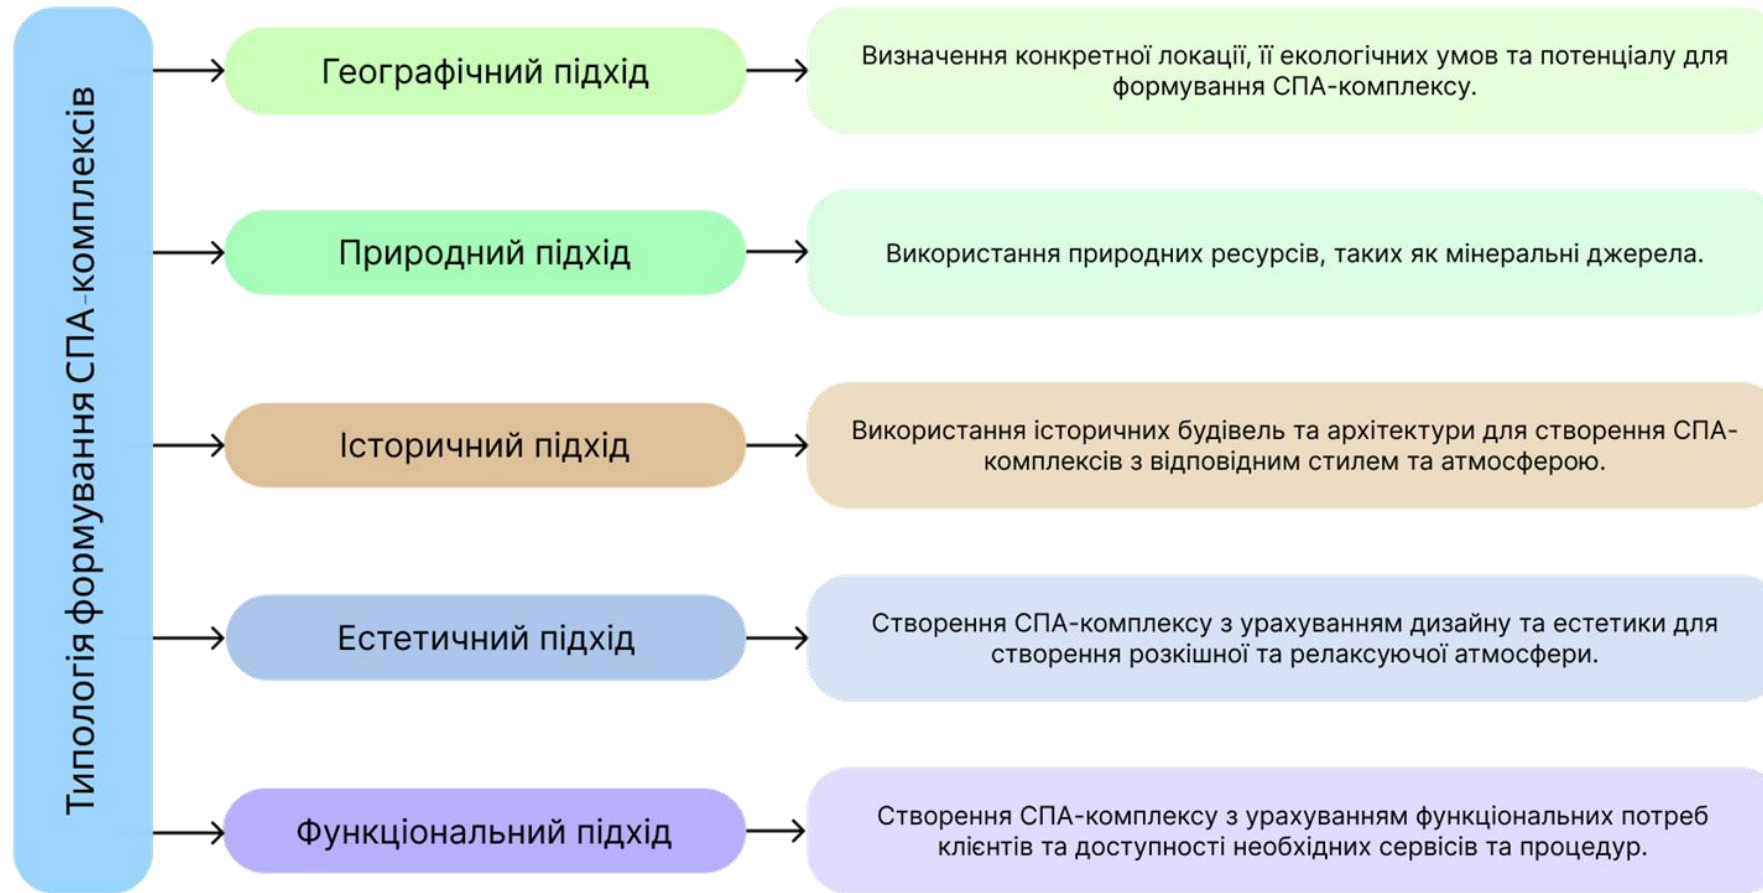 Типологія формування СПА-комплексів
Географічний підхід
Визначення конкретної локації, її екологічних умов та потенціалу для
формування СПА-комплексу.
Природний підхід
Використання природних ресурсів, таких як мінеральні джерела.
Історичний підхід
Використання історичних будівель та архітектури для створення СПА-
комплексів з відповідним стилем та атмосферою.
Естетичний підхід
Створення СПА-комплексу з урахуванням дизайну та естетики для
створення розкішної та релаксуючої атмосфери.
Функціональний підхід
Створення СПА-комплексу з урахуванням функціональних потреб
клієнтів та доступності необхідних сервісів та процедур.